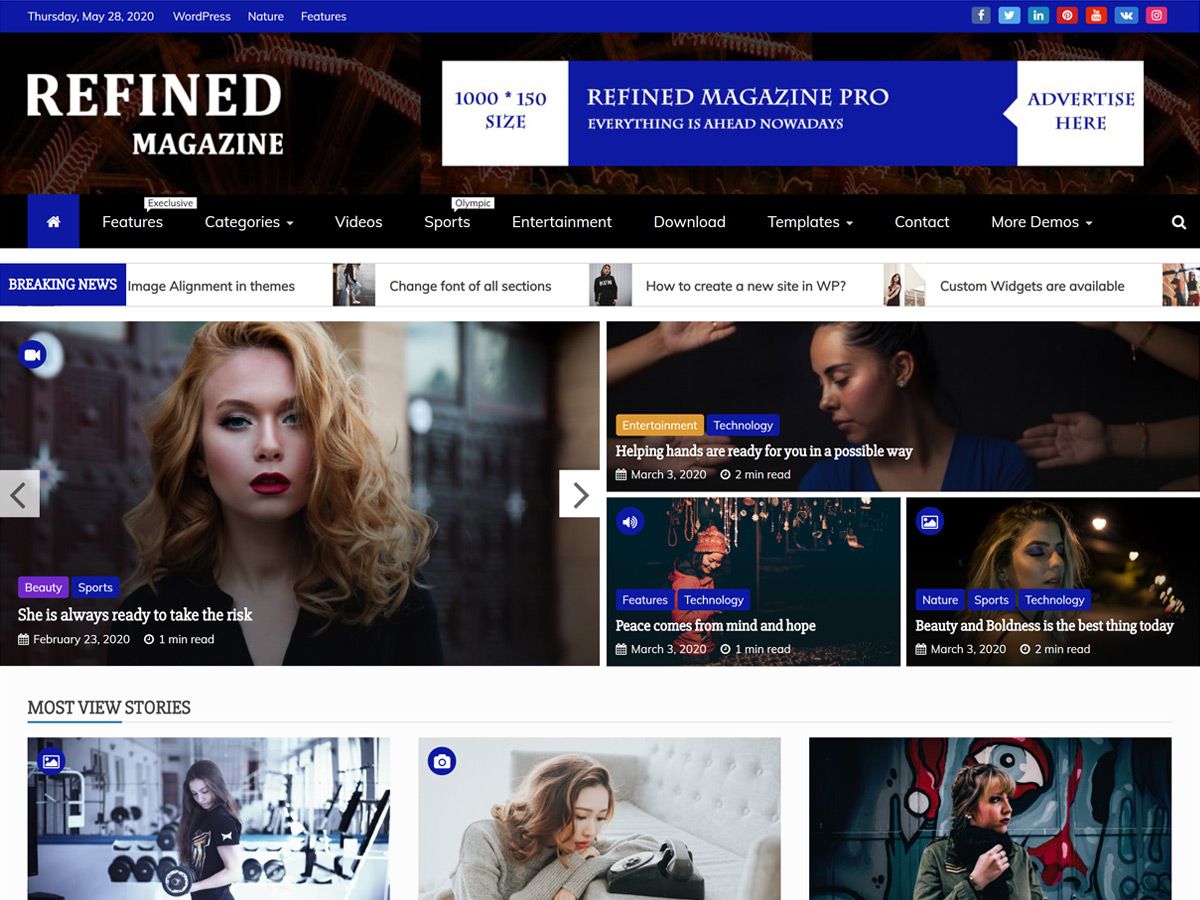 Thursday, May 28, 2020 WordPress Nature Features
REFINED
MAGAZINE
1000 * 150
SIZE
REFINED MAGAZINE PRO
EVERYTHING IS AHEAD NOWADAYS
ADVERTISE
HERE
Execlusive
Olympic
Features Categories Videos Sports Entertainment Download Templates Contact More Demos
BREAKING NEWS Image Alignment in themes Change font of all sections How to create a new site in WP? Custom Widgets are available
Beauty Sports
She is always ready to take the risk
February 23, 2020 1 min read
Entertainment Technology
Helping hands are ready for you in a possible way
March 3, 2020 2 min read
Features Technology
Peace comes from mind and hope
March 3, 2020 1 min read
Nature Sports Technology
Beauty and Boldness is the best thing today
March 3, 2020 2 min read
MOST VIEW STORIES